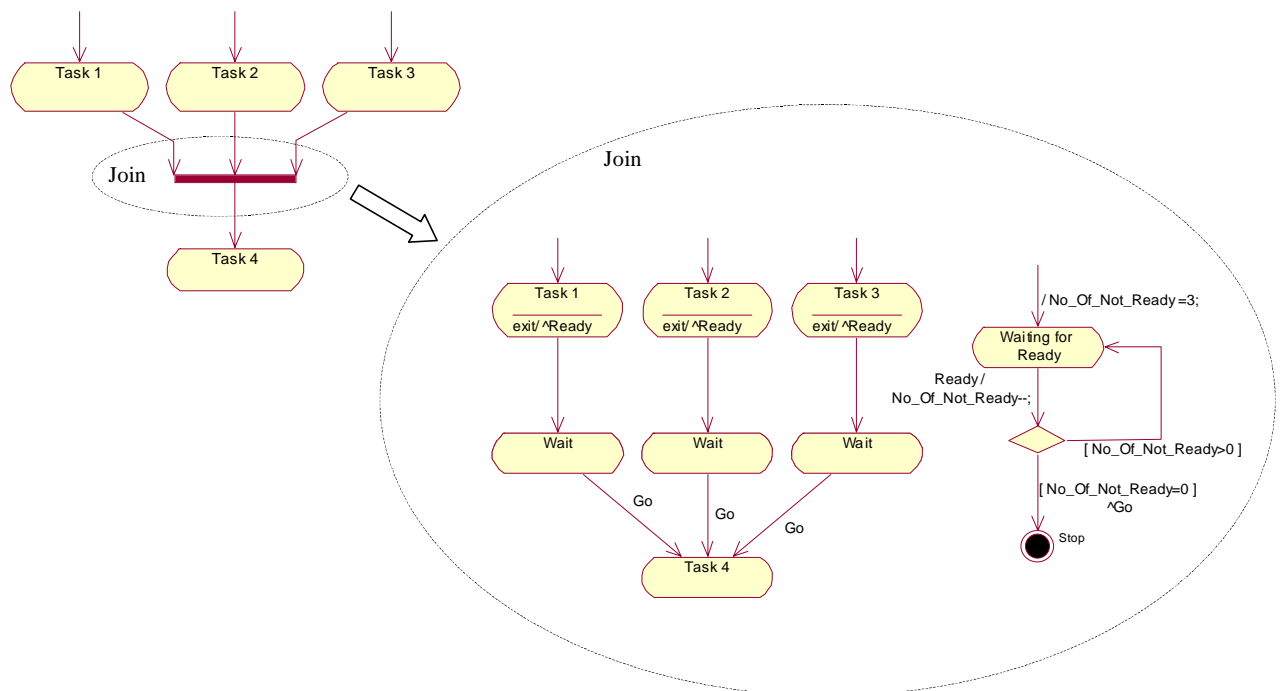 Task 1
Task 2
Task 3
Join
Task 4
Join
Task 1
exit/ ^Ready
Task 2
exit/ ^Ready
Task 3
exit/ ^Ready
/ No_Of_Not_Ready=3;
Waiting for
Ready
Ready /
No_Of_Not_Ready--;
Wait
Wait
Wait
[ No_Of_Not_Ready>0 ]
Go
Go
Go
[ No_Of_Not_Ready=0 ]
^Go
Stop
Task 4